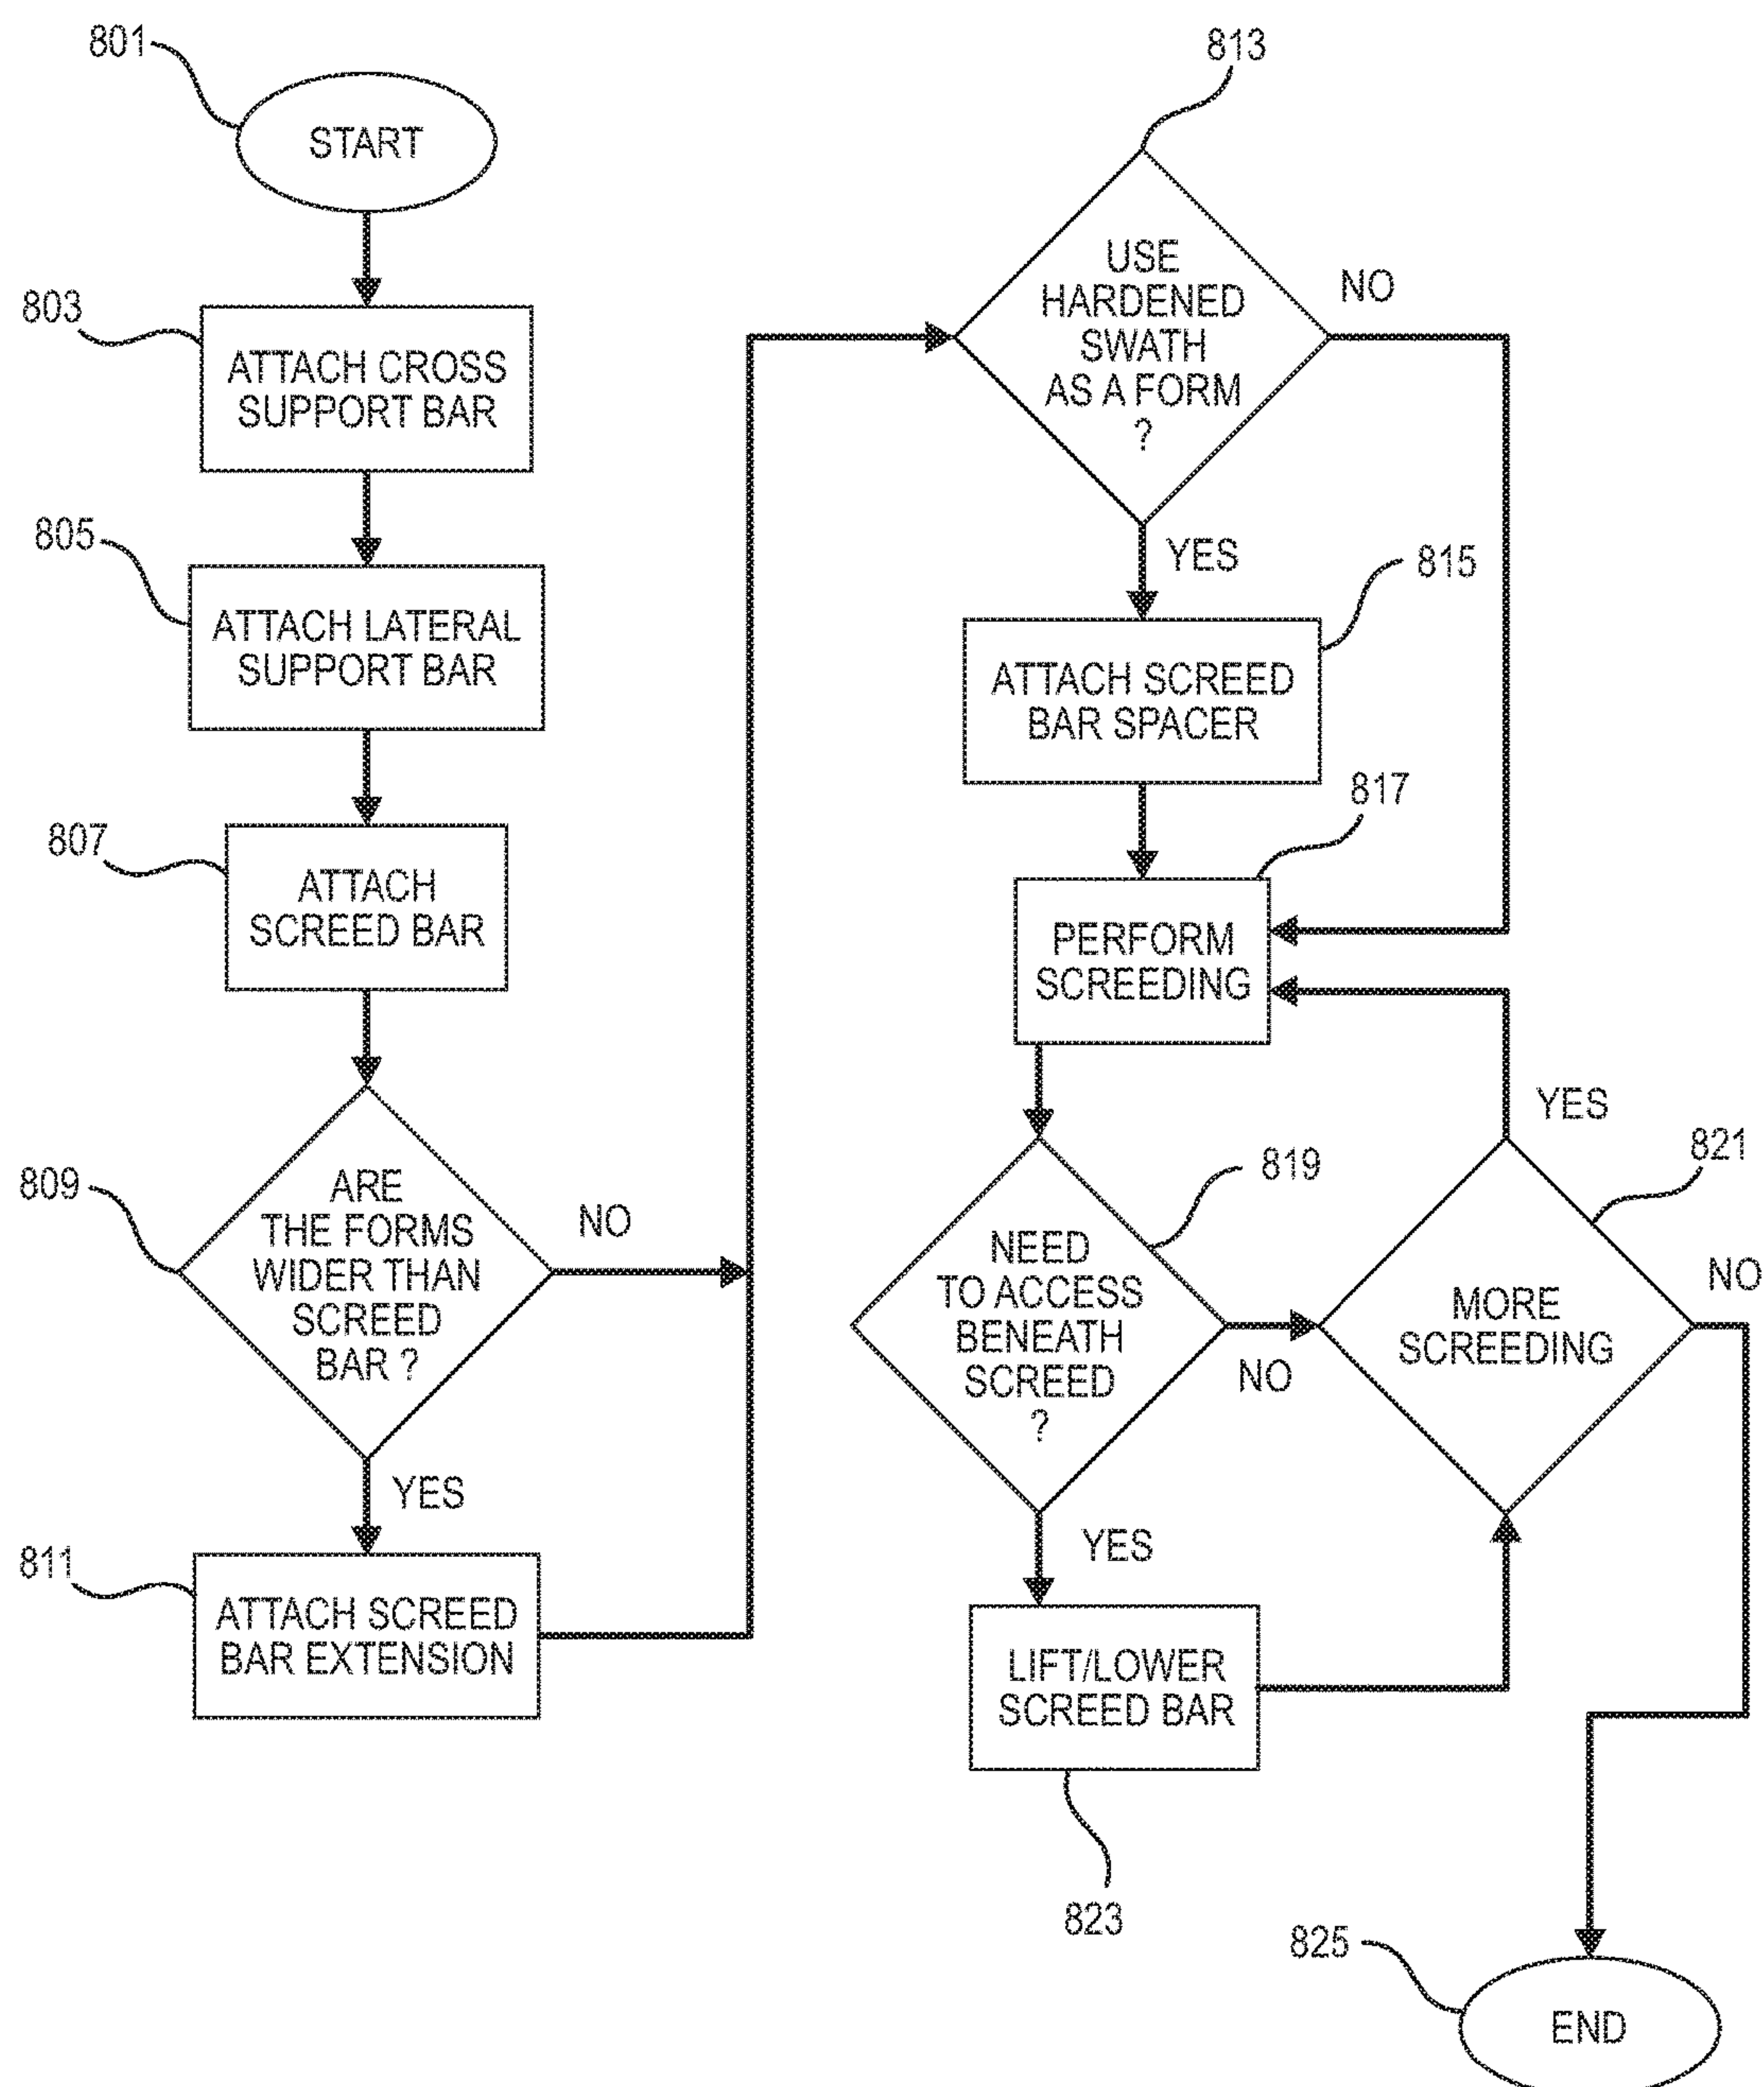 801
START
803
ATTACH CROSS
SUPPORT BAR
805
ATTACH LATERAL
SUPPORT BAR
807
ATTACH
SCREED BAR
809
ARE
THE FORMS
WIDER THAN
SCREED
BAR ?
NO
YES
811
ATTACH SCREED
BAR EXTENSION
813
USE
HARDENED
SWATH
AS A FORM
?
NO
YES
815
ATTACH SCREED
BAR SPACER
817
PERFORM
SCREEDING
819
NEED
TO ACCESS
BENEATH
SCREED
?
NO
YES
821
MORE
SCREEDING
YES
NO
LIFT/LOWER
SCREED BAR
823
825
END